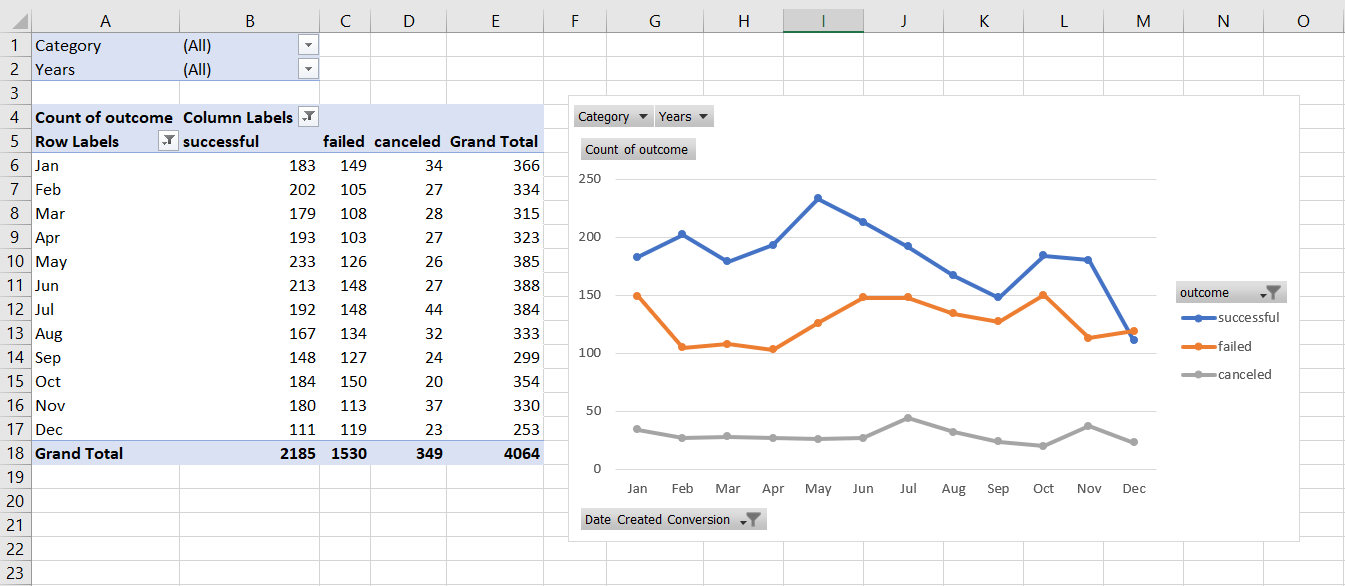 A B C D E F G H I J K L M N O
1 Category (All)
2 Years (All)
3
4 Count of outcome Column Labels
5 Row Labels successful failed canceled Grand Total
6 Jan 183 149 34 366
7 Feb 202 105 27 334
8 Mar 179 108 28 315
9 Apr 193 103 27 323
10 May 233 126 26 385
11 Jun 213 148 27 388
12 Jul 192 148 44 384
13 Aug 167 134 32 333
14 Sep 148 127 24 299
15 Oct 184 150 20 354
16 Nov 180 113 37 330
17 Dec 111 119 23 253
18 Grand Total 2185 1530 349 4064
19
20
21
22
23
Category Years
Count of outcome
250
200
150
100
50
0
Jan Feb Mar Apr May Jun Jul Aug Sep Oct Nov Dec
Date Created Conversion
outcome
successful
failed
canceled